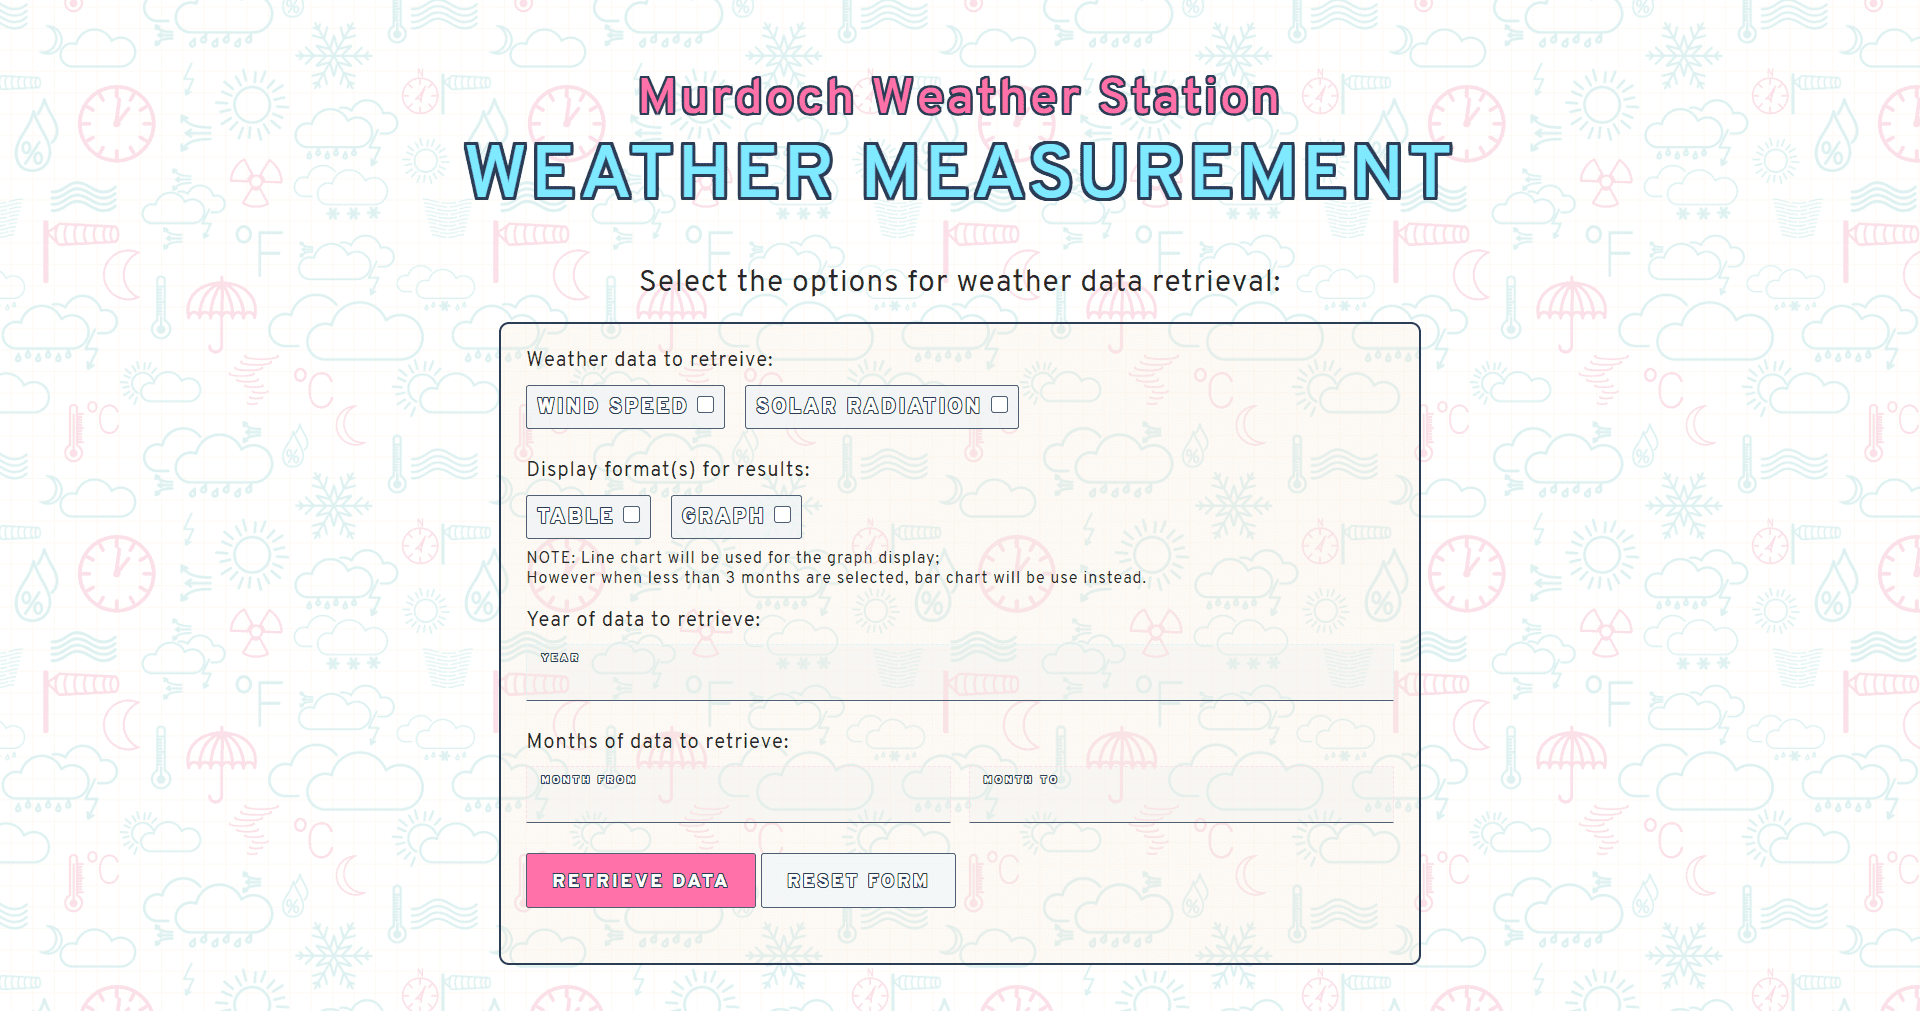 Murdoch Weather Station
WEATHER MEASUREMENT
Select the options for weather data retrieval:
Weather data to retreive:
WIND SPEED
SOLAR RADIATION
Display format(s) for results:
TABLE
GRAPH
NOTE: Line chart will be used for the graph display;
However when less than 3 months are selected, bar chart will be use instead.
Year of data to retrieve:
YEAR
Months of data to retrieve:
MONTH FROM
MONTH TO
RETRIEVE DATA
RESET FORM